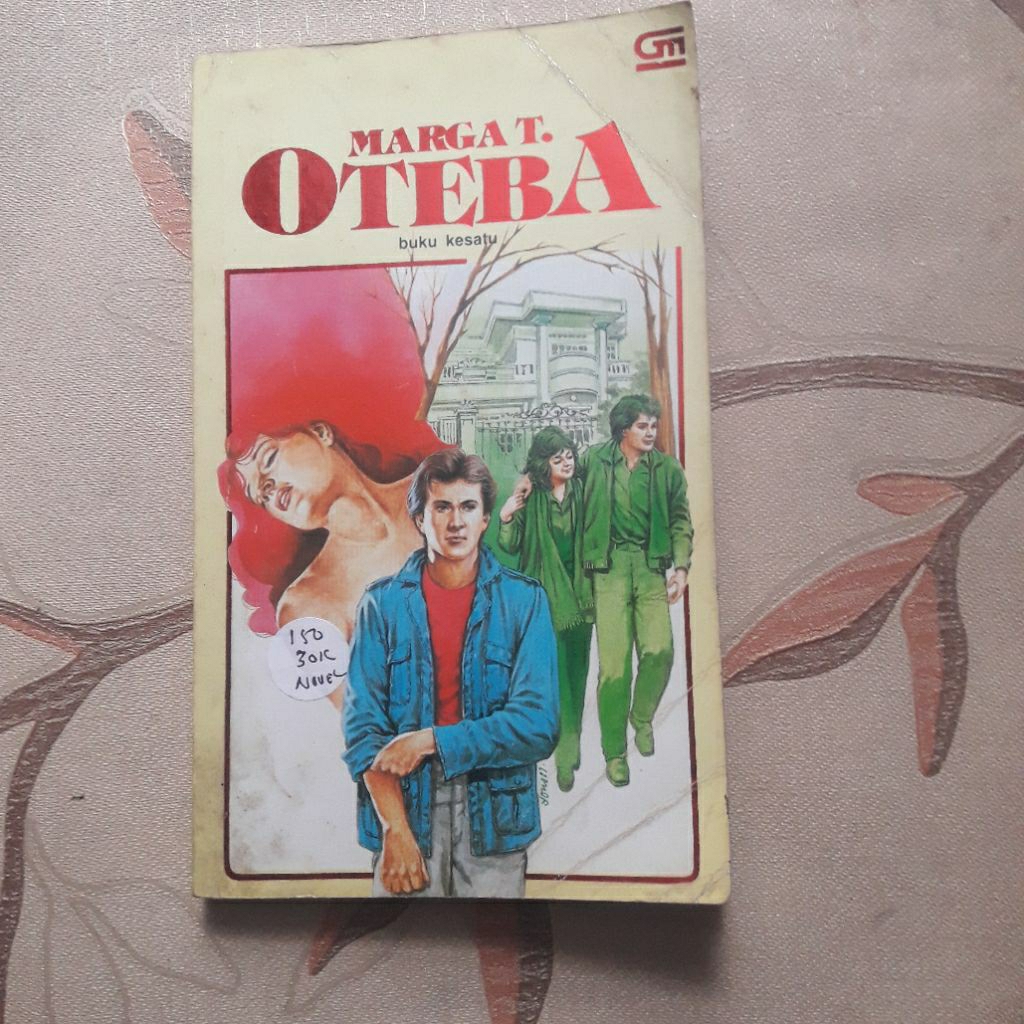 GM
MARGA T.
OTEBA
buku kesatu
150
30K
NOVEL